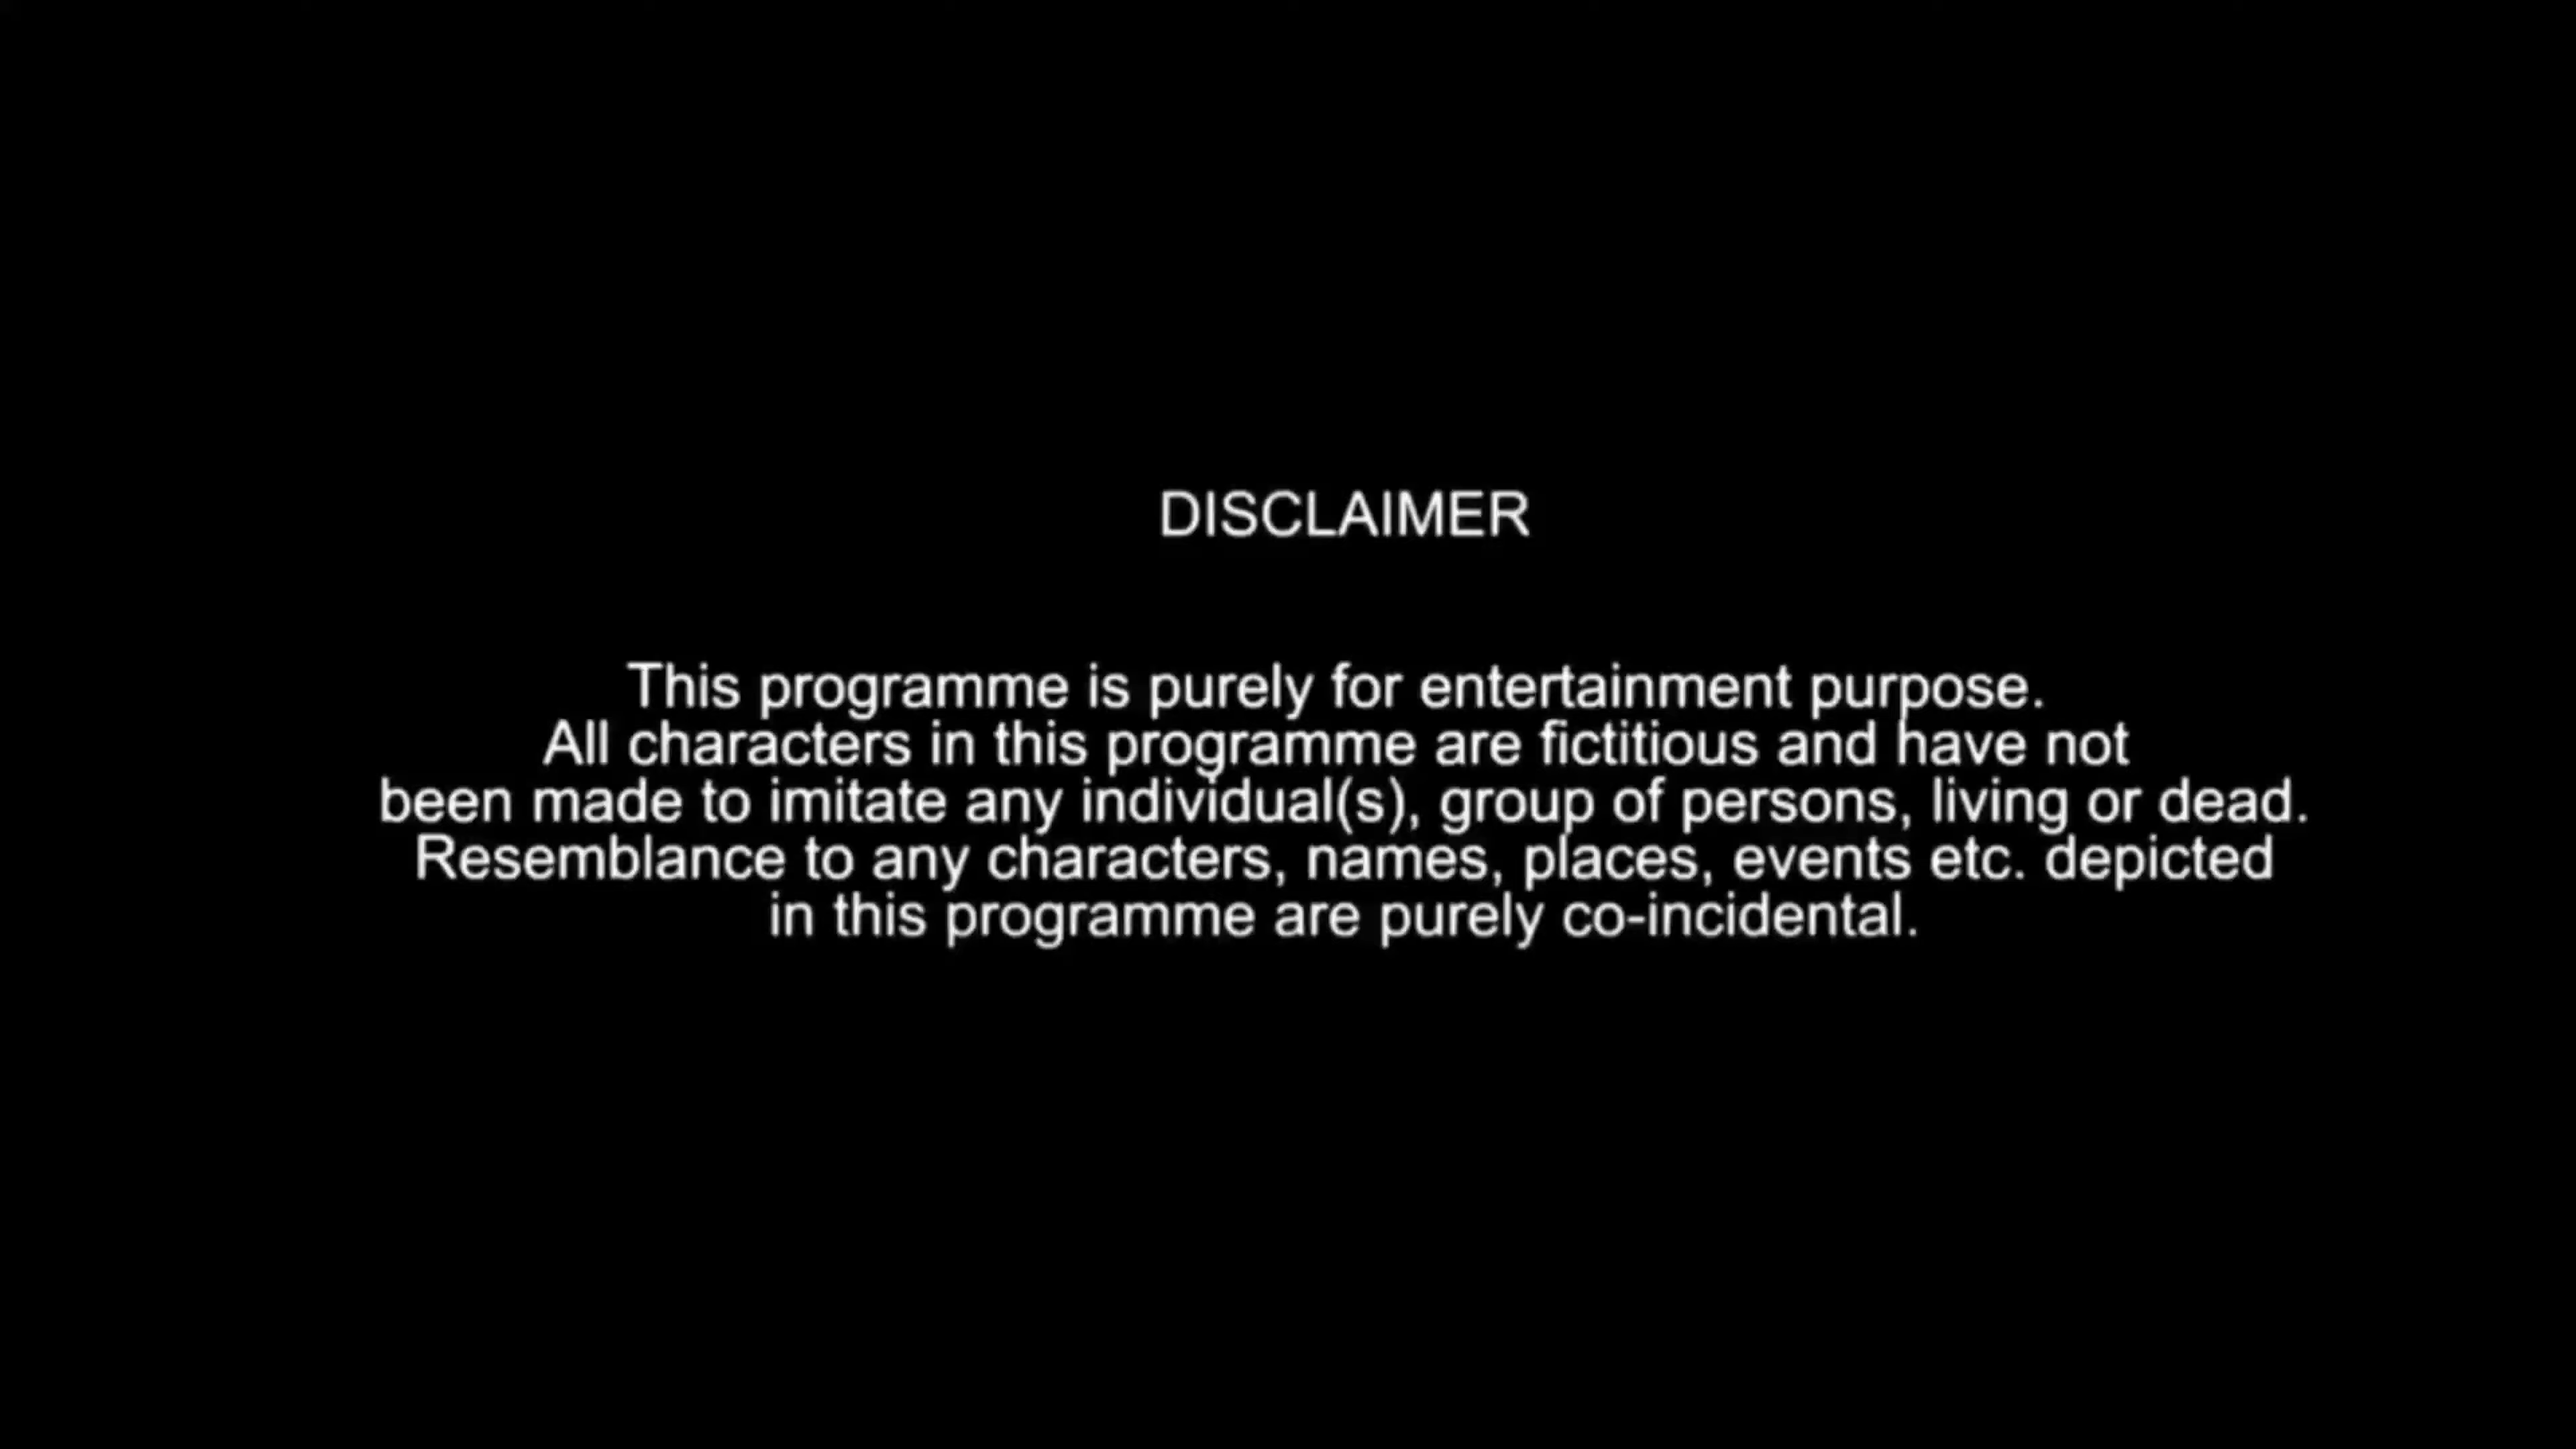 DISCLAIMER
This programme is purely for entertainment purpose.
All characters in this programme are fictitious and have not
been made to imitate any individual(s), group of persons, living or dead.
Resemblance to any characters, names, places, events etc. depicted
in this programme are purely co-incidental.